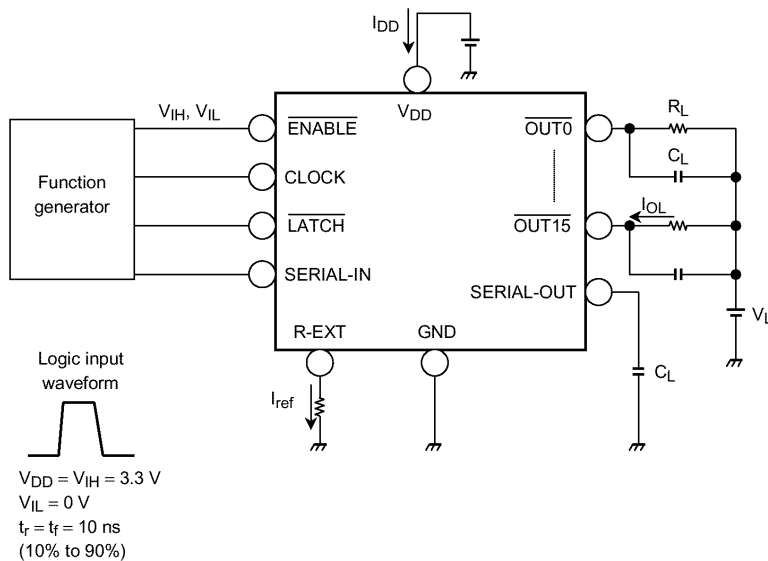 I_DD
V_DD
V_IH, V_IL
ENABLE
CLOCK
LATCH
SERIAL-IN
Function
generator
OUT0
OUT15
SERIAL-OUT
R-EXT
GND
R_L
C_L
I_OL
V_L
C_L
I_ref
Logic input
waveform
V_DD = V_IH = 3.3 V
V_IL = 0 V
t_r = t_f = 10 ns
(10% to 90%)